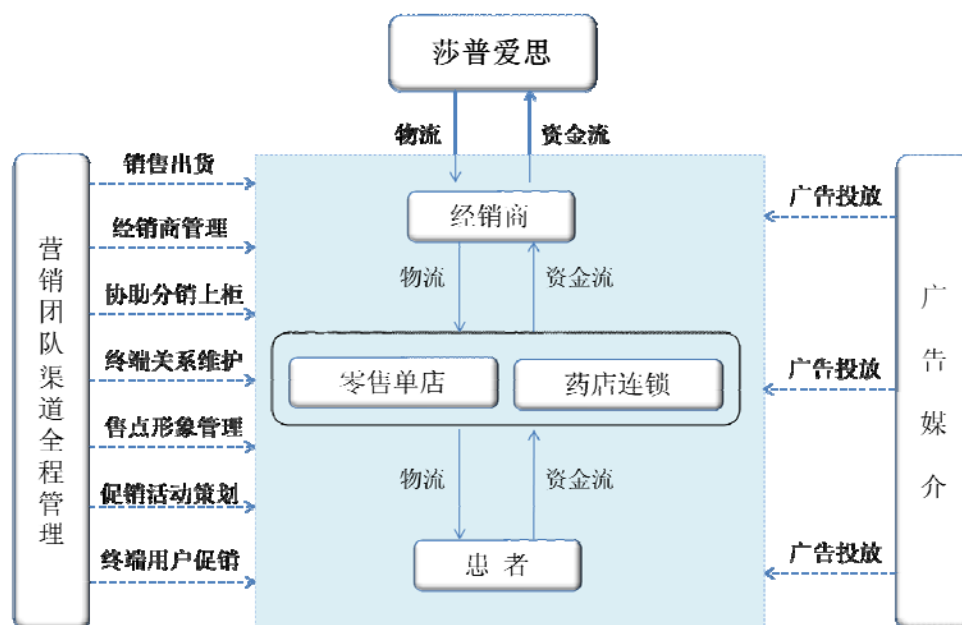 莎普爱思
物流
资金流
销售出货
经销商管理
协助分销上柜
终端关系维护
售点形象管理
促销活动策划
终端用户促销
营销团队渠道全程管理
经销商
物流
资金流
零售单店
药店连锁
物流
资金流
患者
广告投放
广告投放
广告投放
广告媒介